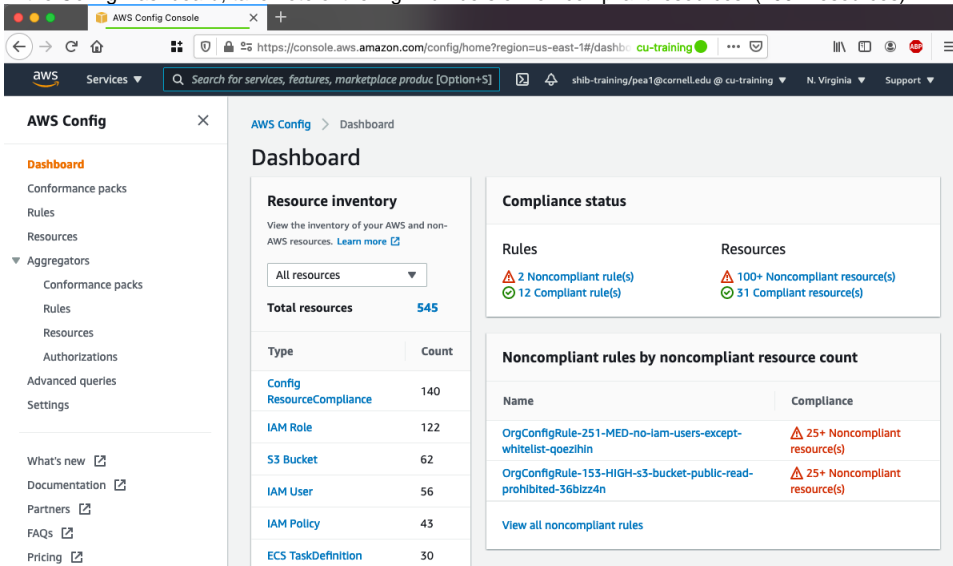 AWS Config Console
https://console.aws.amazon.com/config/home?region=us-east-1#/dashbo cu-training
aws
Services
Search for services, features, marketplace produc [Option+S]
shib-training/pea1@cornell.edu @ cu-training
N. Virginia
Support
ABP
AWS Config
Dashboard
Conformance packs
Rules
Resources
Aggregators
Conformance packs
Rules
Resources
Authorizations
Advanced queries
Settings
What's new
Documentation
Partners
FAQs
Pricing
AWS Config > Dashboard
Dashboard
Resource inventory
View the inventory of your AWS and non-
AWS resources. Learn more
All resources
Total resources 545
Type Count
Config
ResourceCompliance 140
IAM Role 122
S3 Bucket 62
IAM User 56
IAM Policy 43
ECS TaskDefinition 30
Compliance status
Rules
2 Noncompliant rule(s)
12 Compliant rule(s)
Resources
100+ Noncompliant resource(s)
31 Compliant resource(s)
Noncompliant rules by noncompliant resource count
Name Compliance
OrgConfigRule-251-MED-no-iam-users-except-
whitelist-qoezihin
25+ Noncompliant
resource(s)
OrgConfigRule-153-HIGH-s3-bucket-public-read-
prohibited-36bizz4n
25+ Noncompliant
resource(s)
View all noncompliant rules